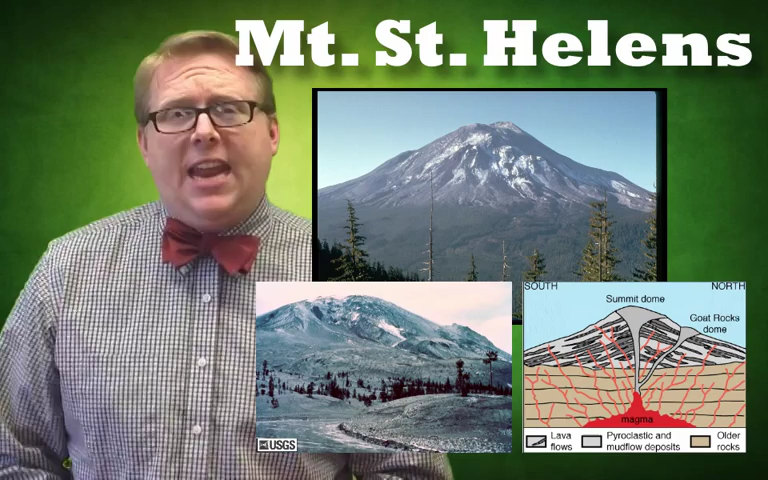 Mt. St. Helens
SOUTH NORTH
Summit dome
Goat Rocks
dome
magma
Lava
flows
Pyroclastic and
mudflow deposits
Older
rocks
USGS